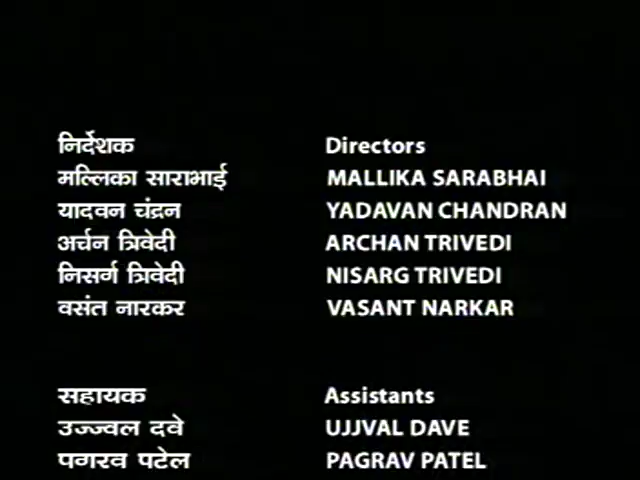 निर्देशक Directors
मल्लिका साराभाई MALLIKA SARABHAI
यादवन चंद्रन YADAVAN CHANDRAN
अर्चन त्रिवेदी ARCHAN TRIVEDI
निसर्ग त्रिवेदी NISARG TRIVEDI
वसंत नारकर VASANT NARKAR
सहायक Assistants
उज्ज्वल दवे UJJVAL DAVE
पगरव पटेल PAGRAV PATEL